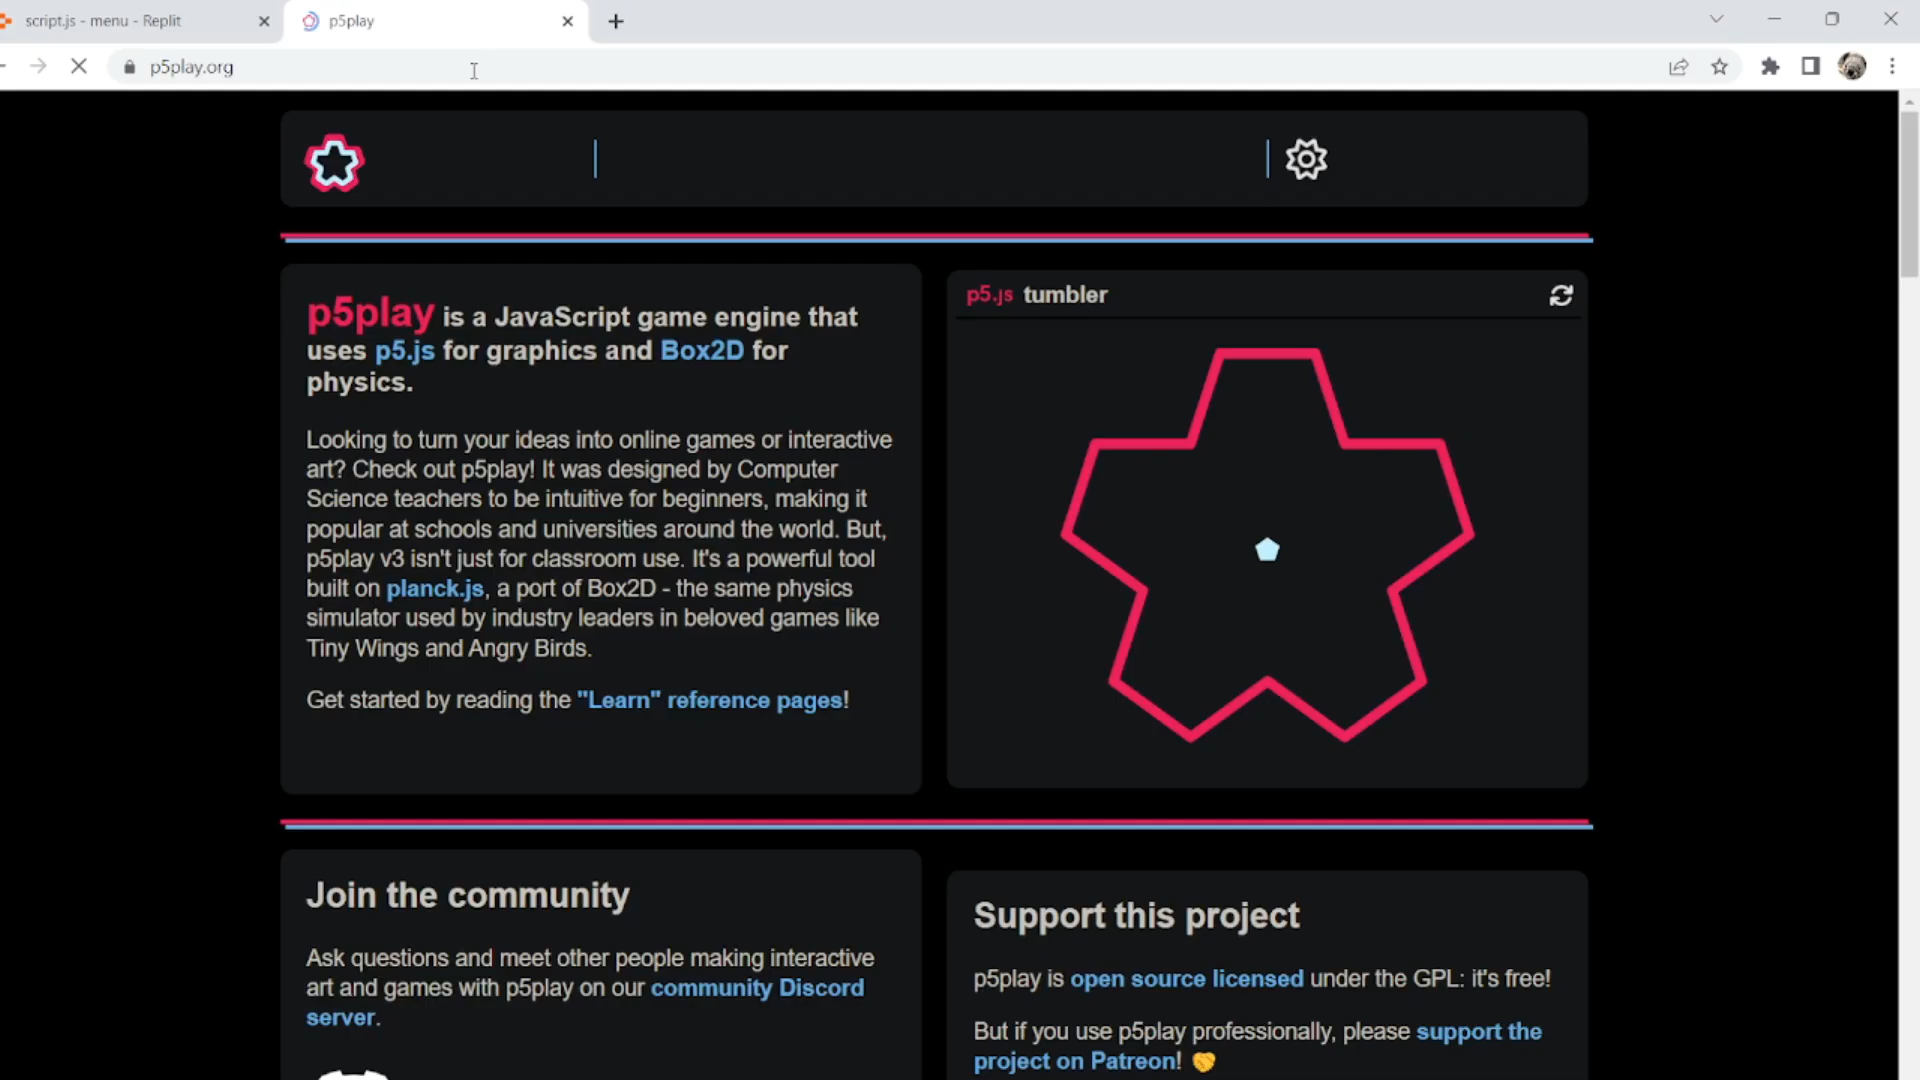 script.js - menu - Replit
p5play
p5play.org
p5play is a JavaScript game engine that
uses p5.js for graphics and Box2D for
physics.
Looking to turn your ideas into online games or interactive
art? Check out p5play! It was designed by Computer
Science teachers to be intuitive for beginners, making it
popular at schools and universities around the world. But,
p5play v3 isn't just for classroom use. It's a powerful tool
built on planck.js, a port of Box2D - the same physics
simulator used by industry leaders in beloved games like
Tiny Wings and Angry Birds.
Get started by reading the "Learn" reference pages!
p5.js tumbler
Join the community
Ask questions and meet other people making interactive
art and games with p5play on our community Discord
server.
Support this project
p5play is open source licensed under the GPL: it's free!
But if you use p5play professionally, please support the
project on Patreon! 🤝